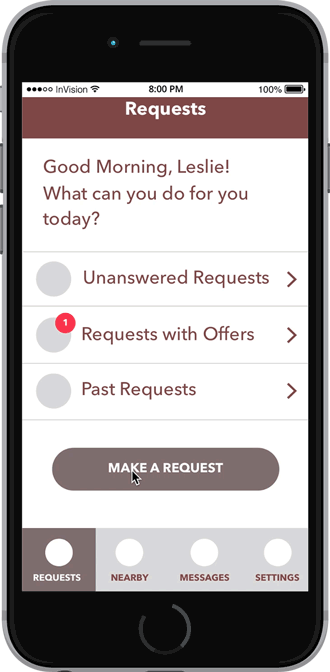 InVision 8:00 PM 100%
Requests
Good Morning, Leslie!
What can you do for you
today?
Unanswered Requests
1
Requests with Offers
Past Requests
MAKE A REQUEST
REQUESTS NEARBY MESSAGES SETTINGS